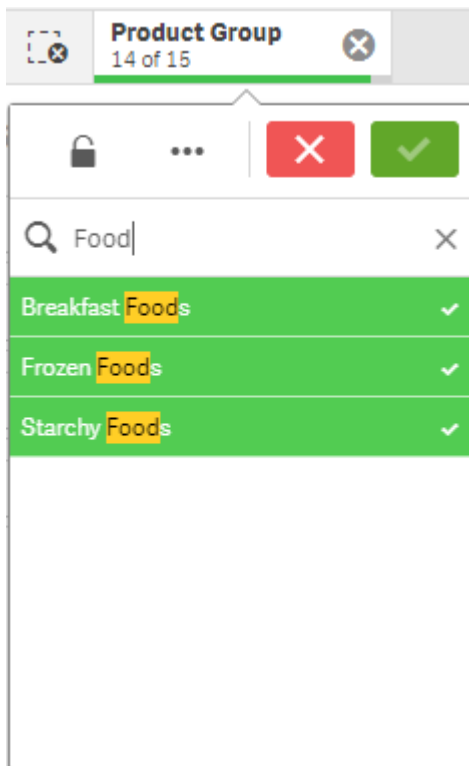 Product Group
14 of 15
Food
Breakfast Foods
Frozen Foods
Starchy Foods